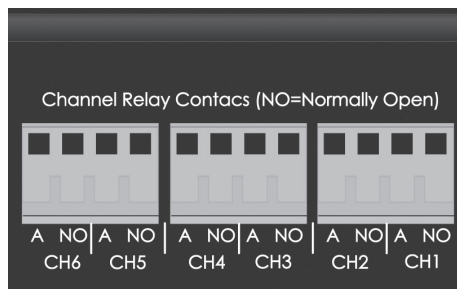 Channel Relay Contacs (NO=Normally Open)
A NO A NO A NO A NO A NO A NO
CH6 CH5 CH4 CH3 CH2 CH1